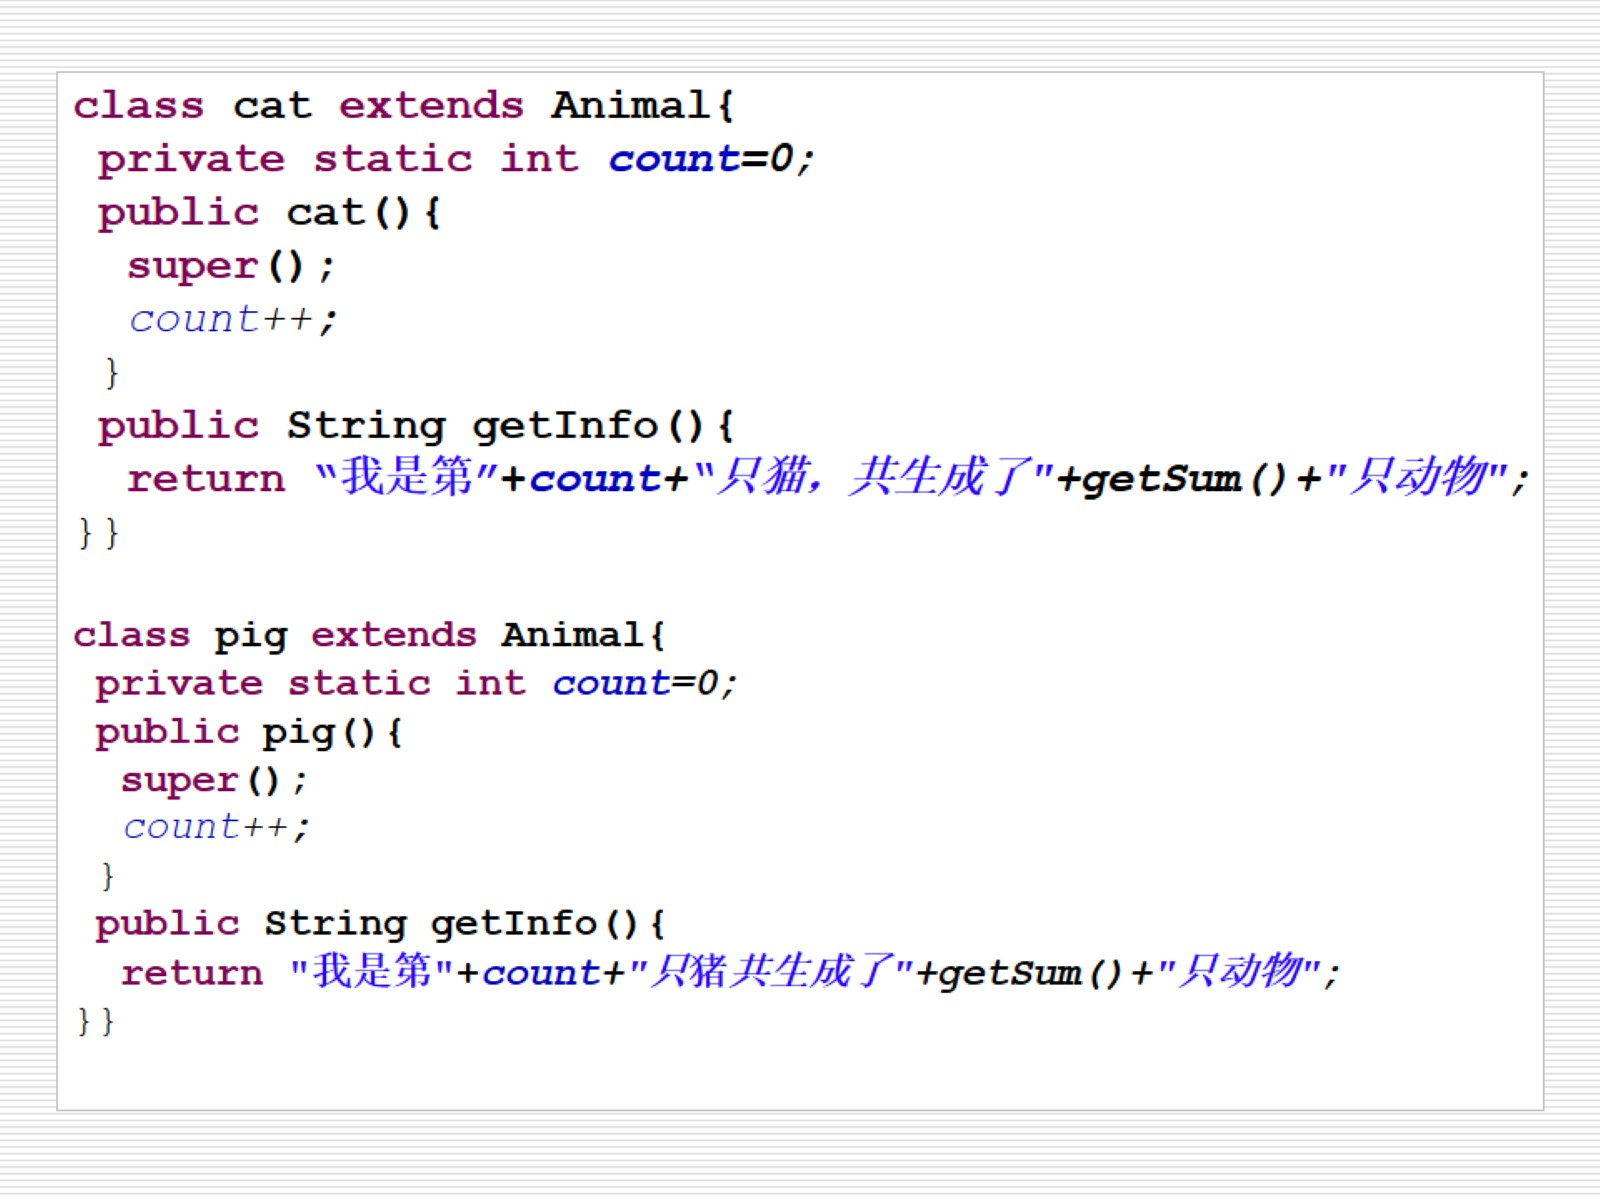 class cat extends Animal{
private static int count=0;
public cat(){
super();
count++;
}
public String getInfo(){
return “我是第”+count+“只猫，共生成了"+getSum()+"只动物";
}}
class pig extends Animal{
private static int count=0;
public pig(){
super();
count++;
}
public String getInfo(){
return "我是第"+count+"只猪共生成了"+getSum()+"只动物";
}}